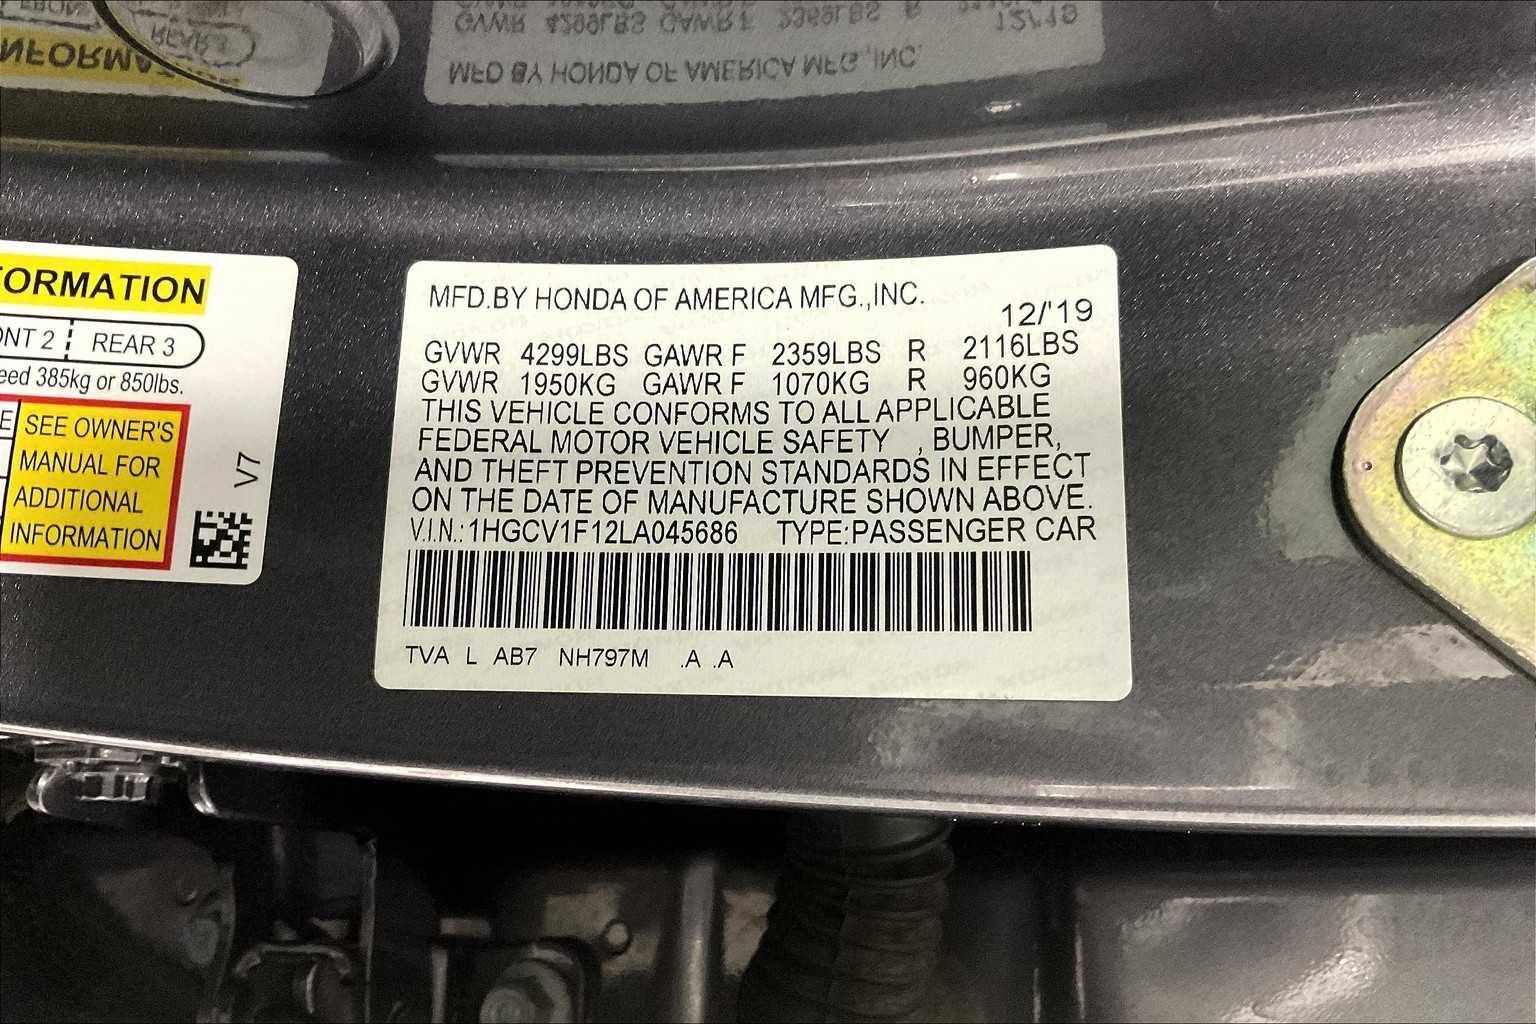 MFD.BY HONDA OF AMERICA MFG.,INC.
ORMATION
NT 2 REAR 3
eed 385kg or 850lbs.
E SEE OWNER'S
MANUAL FOR
ADDITIONAL
INFORMATION
V7
MFD.BY HONDA OF AMERICA MFG.,INC.
12/'19
GVWR 4299LBS GAWR F 2359LBS R 2116LBS
GVWR 1950KG GAWR F 1070KG R 960KG
THIS VEHICLE CONFORMS TO ALL APPLICABLE
FEDERAL MOTOR VEHICLE SAFETY , BUMPER,
AND THEFT PREVENTION STANDARDS IN EFFECT
ON THE DATE OF MANUFACTURE SHOWN ABOVE.
V.I.N.:1HGCV1F12LA045686 TYPE:PASSENGER CAR
TVA L AB7 NH797M .A .A